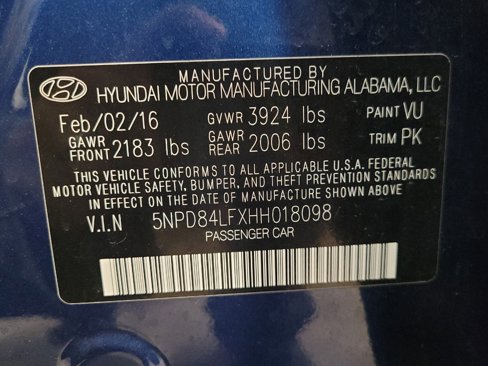 MANUFACTURED BY
HYUNDAI MOTOR MANUFACTURING ALABAMA, LLC
Feb/02/16 GVWR 3924 lbs PAINT VU
GAWR FRONT 2183 lbs GAWR REAR 2006 lbs TRIM PK
THIS VEHICLE CONFORMS TO ALL APPLICABLE U.S.A. FEDERAL
MOTOR VEHICLE SAFETY, BUMPER, AND THEFT PREVENTION STANDARDS
IN EFFECT ON THE DATE OF MANUFACTURE SHOWN ABOVE
V.I.N 5NPD84LFXHH018098
PASSENGER CAR